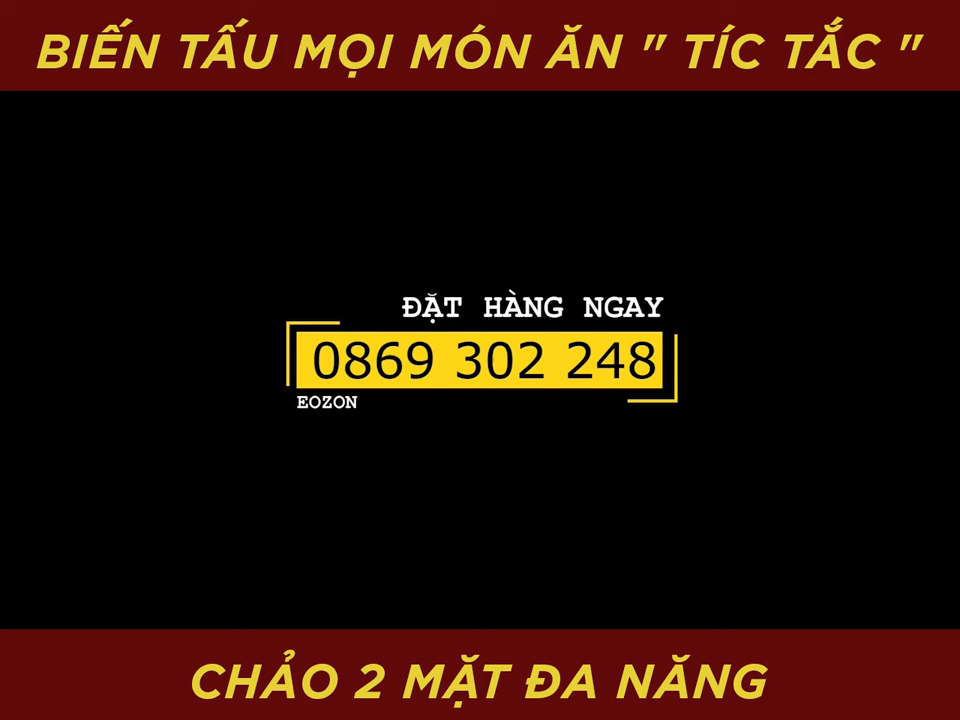 BIẾN TẤU MỌI MÓN ĂN " TÍC TẮC "
ĐẶT HÀNG NGAY
0869 302 248
EOZON
CHẢO 2 MẶT ĐA NĂNG